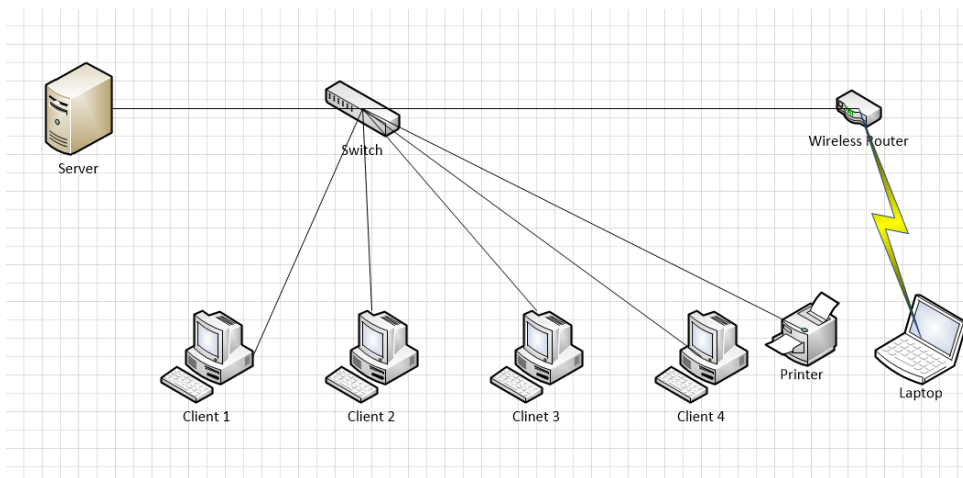 Server
Switch
Wireless Router
Client 1
Client 2
Clinet 3
Client 4
Printer
Laptop